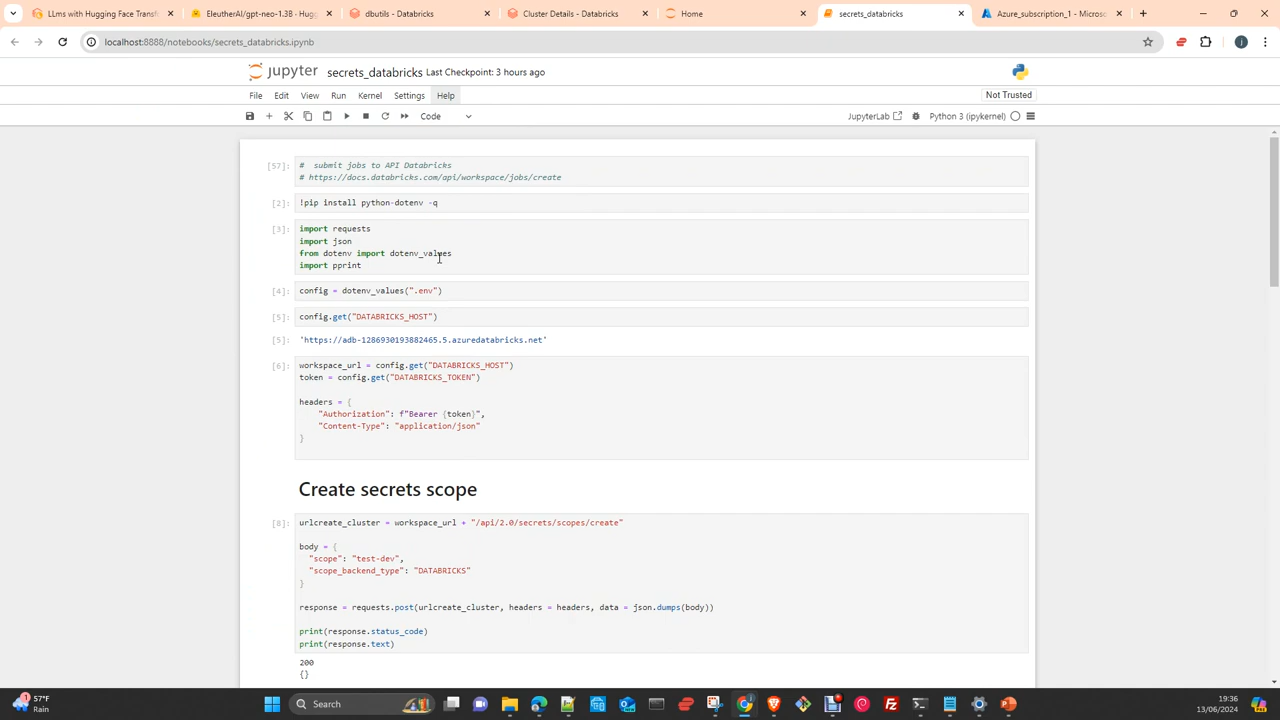 LLms with Hugging Face Transf
EleutherAI/gpt-neo-1.3B · Hugg
dbutils - Databricks
Cluster Details - Databricks
Home
secrets_databricks
Azure_subscription_1 - Microso
localhost:8888/notebooks/secrets_databricks.ipynb
jupyter secrets_databricks Last Checkpoint: 3 hours ago
File Edit View Run Kernel Settings Help
Not Trusted
Code
JupyterLab
Python 3 (ipykernel)
[57]: # submit jobs to API Databricks
# https://docs.databricks.com/api/workspace/jobs/create
[2]: !pip install python-dotenv -q
[3]: import requests
import json
from dotenv import dotenv_values
import pprint
[4]: config = dotenv_values(".env")
[5]: config.get("DATABRICKS_HOST")
[5]: 'https://adb-1286930193882465.5.azuredatabricks.net'
[6]: workspace_url = config.get("DATABRICKS_HOST")
token = config.get("DATABRICKS_TOKEN")
headers = {
"Authorization": f"Bearer {token}",
"Content-Type": "application/json"
}
Create secrets scope
[8]: urlcreate_cluster = workspace_url + "/api/2.0/secrets/scopes/create"
body = {
"scope": "test-dev",
"scope_backend_type": "DATABRICKS"
}
response = requests.post(urlcreate_cluster, headers = headers, data = json.dumps(body))
print(response.status_code)
print(response.text)
200
{}
57°F
Rain
Search
19:36
13/06/2024